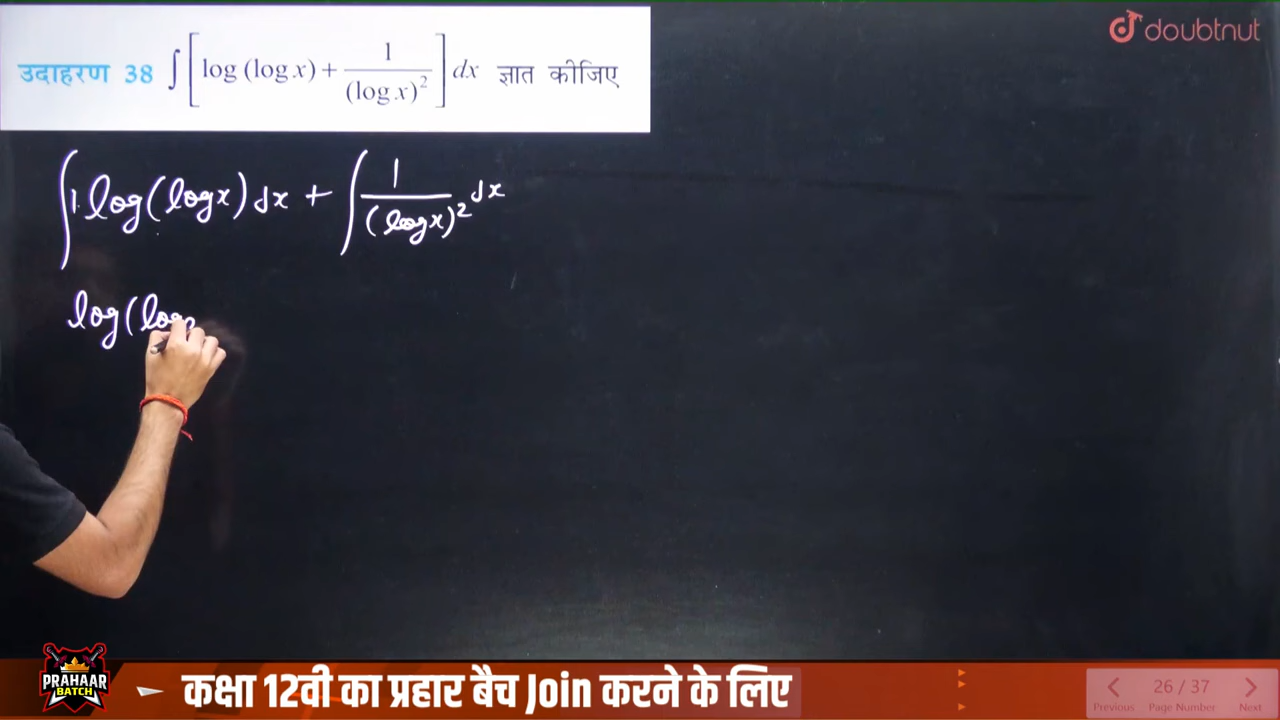 doubtnut
उदाहरण 38 ∫ [ log (log x) + 1/(log x)² ] dx ज्ञात कीजिए
∫ 1 log(logx) dx + ∫ 1/(logx)² dx
log(log
PRAHAAR
BATCH
कक्षा 12वी का प्रहार बैच Join करने के लिए
26 / 37
Previous Page Number Next